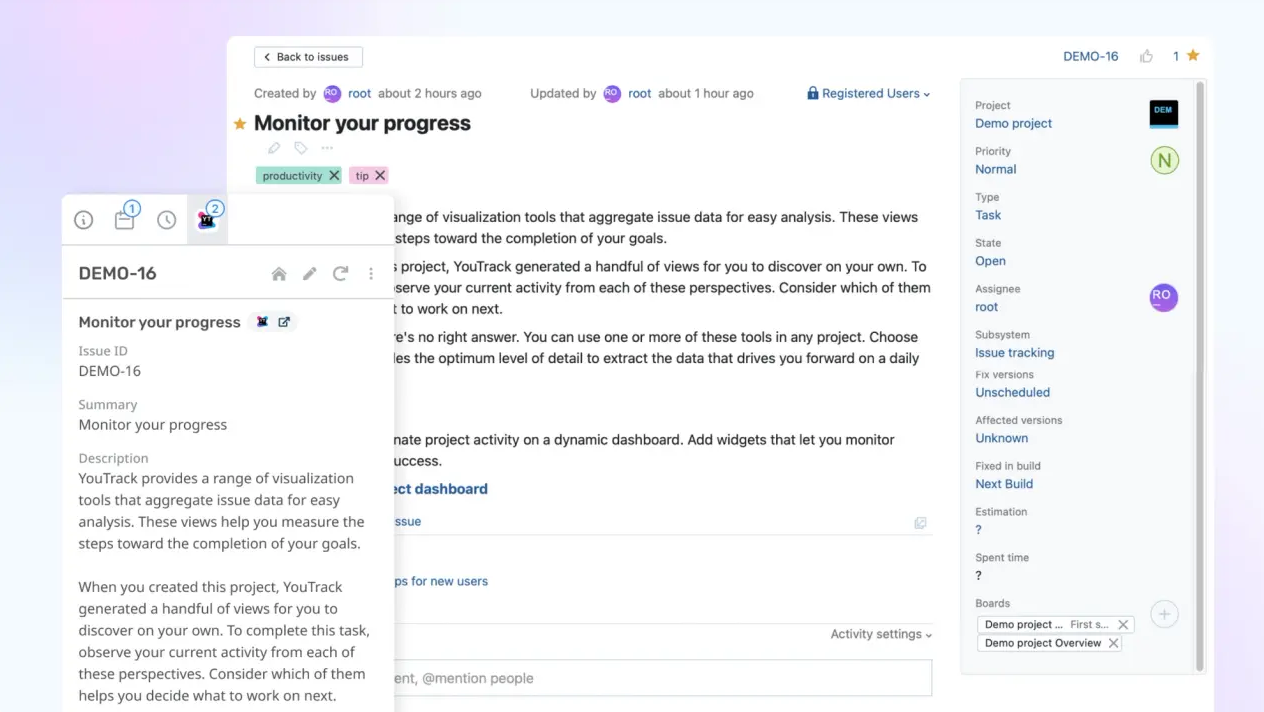 Back to issues
DEMO-16
1
Created by RO root about 2 hours ago
Updated by RO root about 1 hour ago
Registered Users
Monitor your progress
productivity
tip
ange of visualization tools that aggregate issue data for easy analysis. These views
steps toward the completion of your goals.
s project, YouTrack generated a handful of views for you to discover on your own. To
serve your current activity from each of these perspectives. Consider which of them
t to work on next.
re's no right answer. You can use one or more of these tools in any project. Choose
les the optimum level of detail to extract the data that drives you forward on a daily
nate project activity on a dynamic dashboard. Add widgets that let you monitor
uccess.
ect dashboard
ssue
ps for new users
Activity settings
ent, @mention people
Project
Demo project
DEM
Priority
Normal
N
Type
Task
State
Open
Assignee
root
RO
Subsystem
Issue tracking
Fix versions
Unscheduled
Affected versions
Unknown
Fixed in build
Next Build
Estimation
?
Spent time
?
Boards
Demo project ... First s...
Demo project Overview
1
2
DEMO-16
Monitor your progress
Issue ID
DEMO-16
Summary
Monitor your progress
Description
YouTrack provides a range of visualization
tools that aggregate issue data for easy
analysis. These views help you measure the
steps toward the completion of your goals.
When you created this project, YouTrack
generated a handful of views for you to
discover on your own. To complete this task,
observe your current activity from each of
these perspectives. Consider which of them
helps you decide what to work on next.